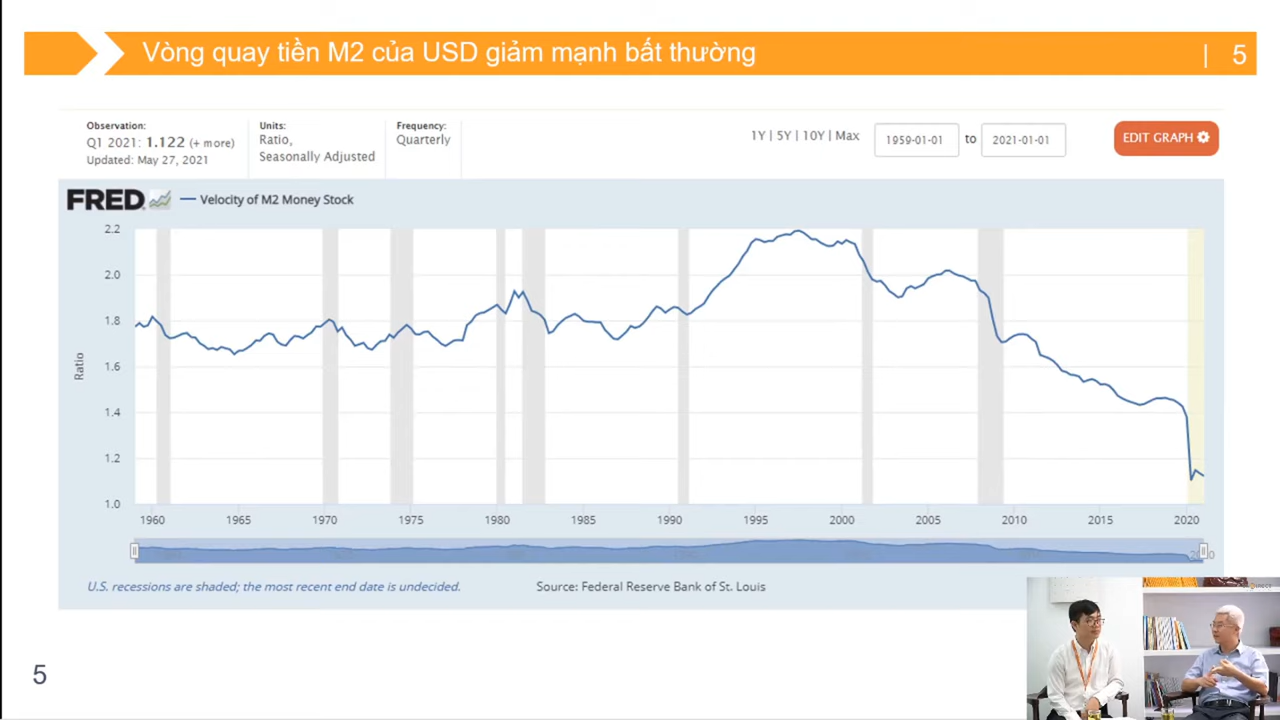 Vòng quay tiền M2 của USD giảm mạnh bất thường | 5
Observation:
Q1 2021: 1.122 (+ more)
Updated: May 27, 2021
Units:
Ratio,
Seasonally Adjusted
Frequency:
Quarterly
1Y | 5Y | 10Y | Max
1959-01-01 to 2021-01-01
EDIT GRAPH
FRED
Velocity of M2 Money Stock
2.2
2.0
1.8
1.6
1.4
1.2
1.0
Ratio
1960 1965 1970 1975 1980 1985 1990 1995 2000 2005 2010 2015 2020
U.S. recessions are shaded; the most recent end date is undecided.
Source: Federal Reserve Bank of St. Louis
5